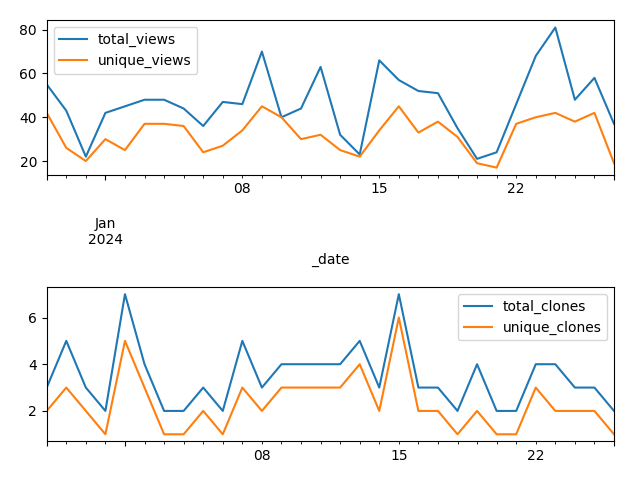 80
60
40
20
total_views
unique_views
08
15
22
Jan
2024
_date
6
4
2
total_clones
unique_clones
08
15
22